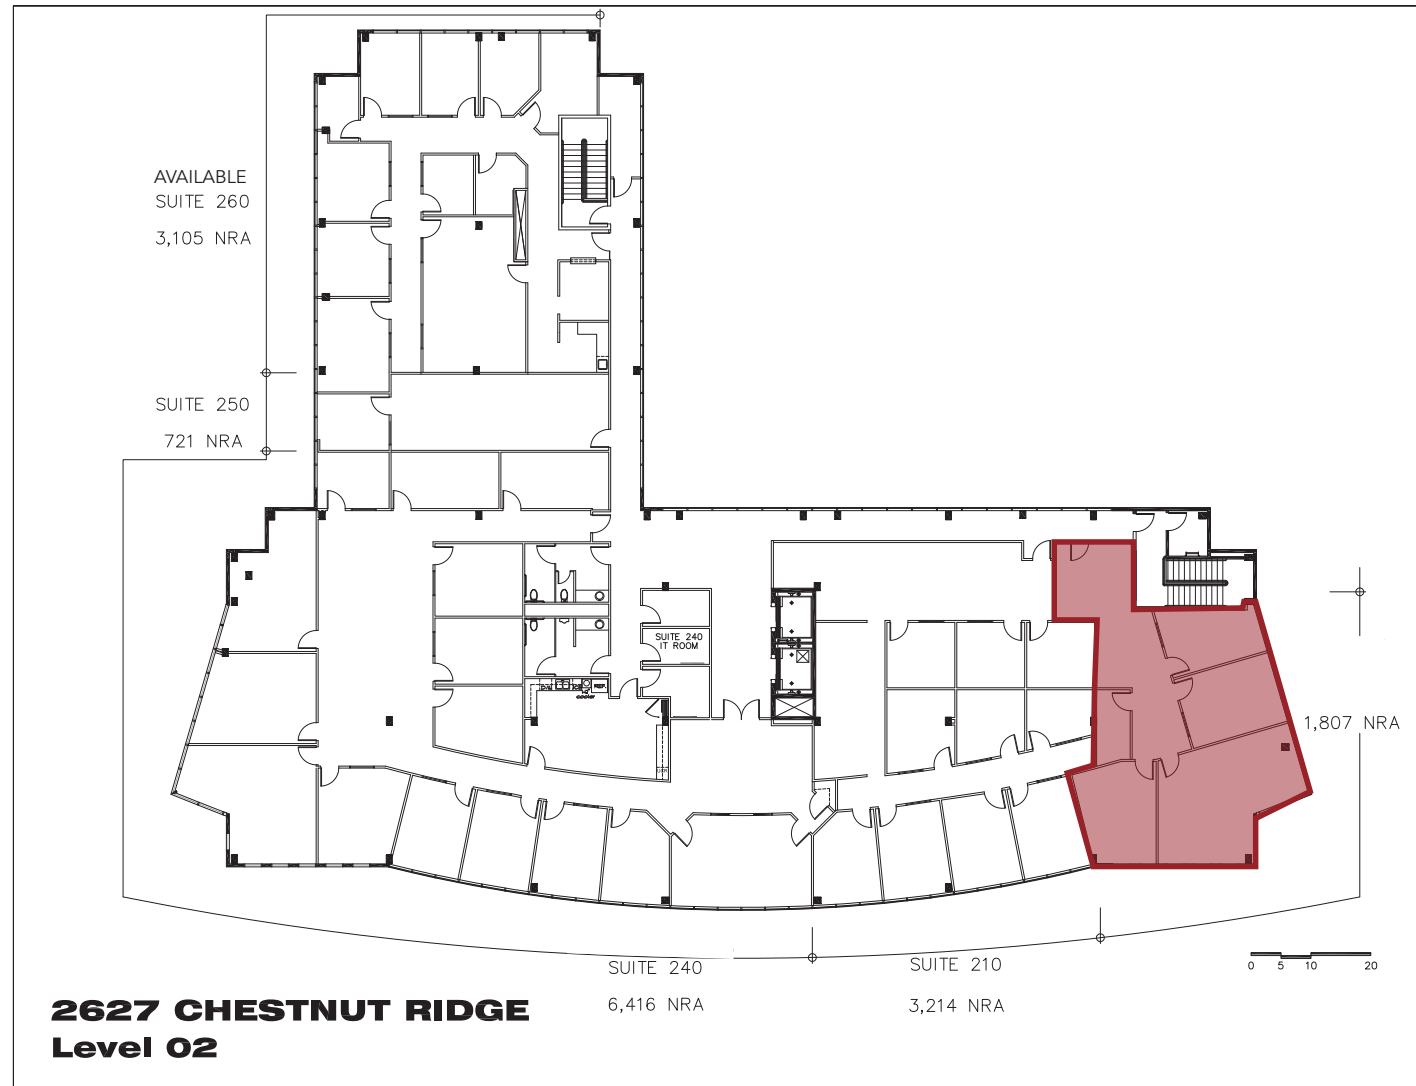 AVAILABLE
SUITE 260
3,105 NRA
SUITE 250
721 NRA
SUITE 240
IT ROOM
REF.
1,807 NRA
SUITE 240
6,416 NRA
SUITE 210
3,214 NRA
0 5 10 20
2627 CHESTNUT RIDGE
Level 02